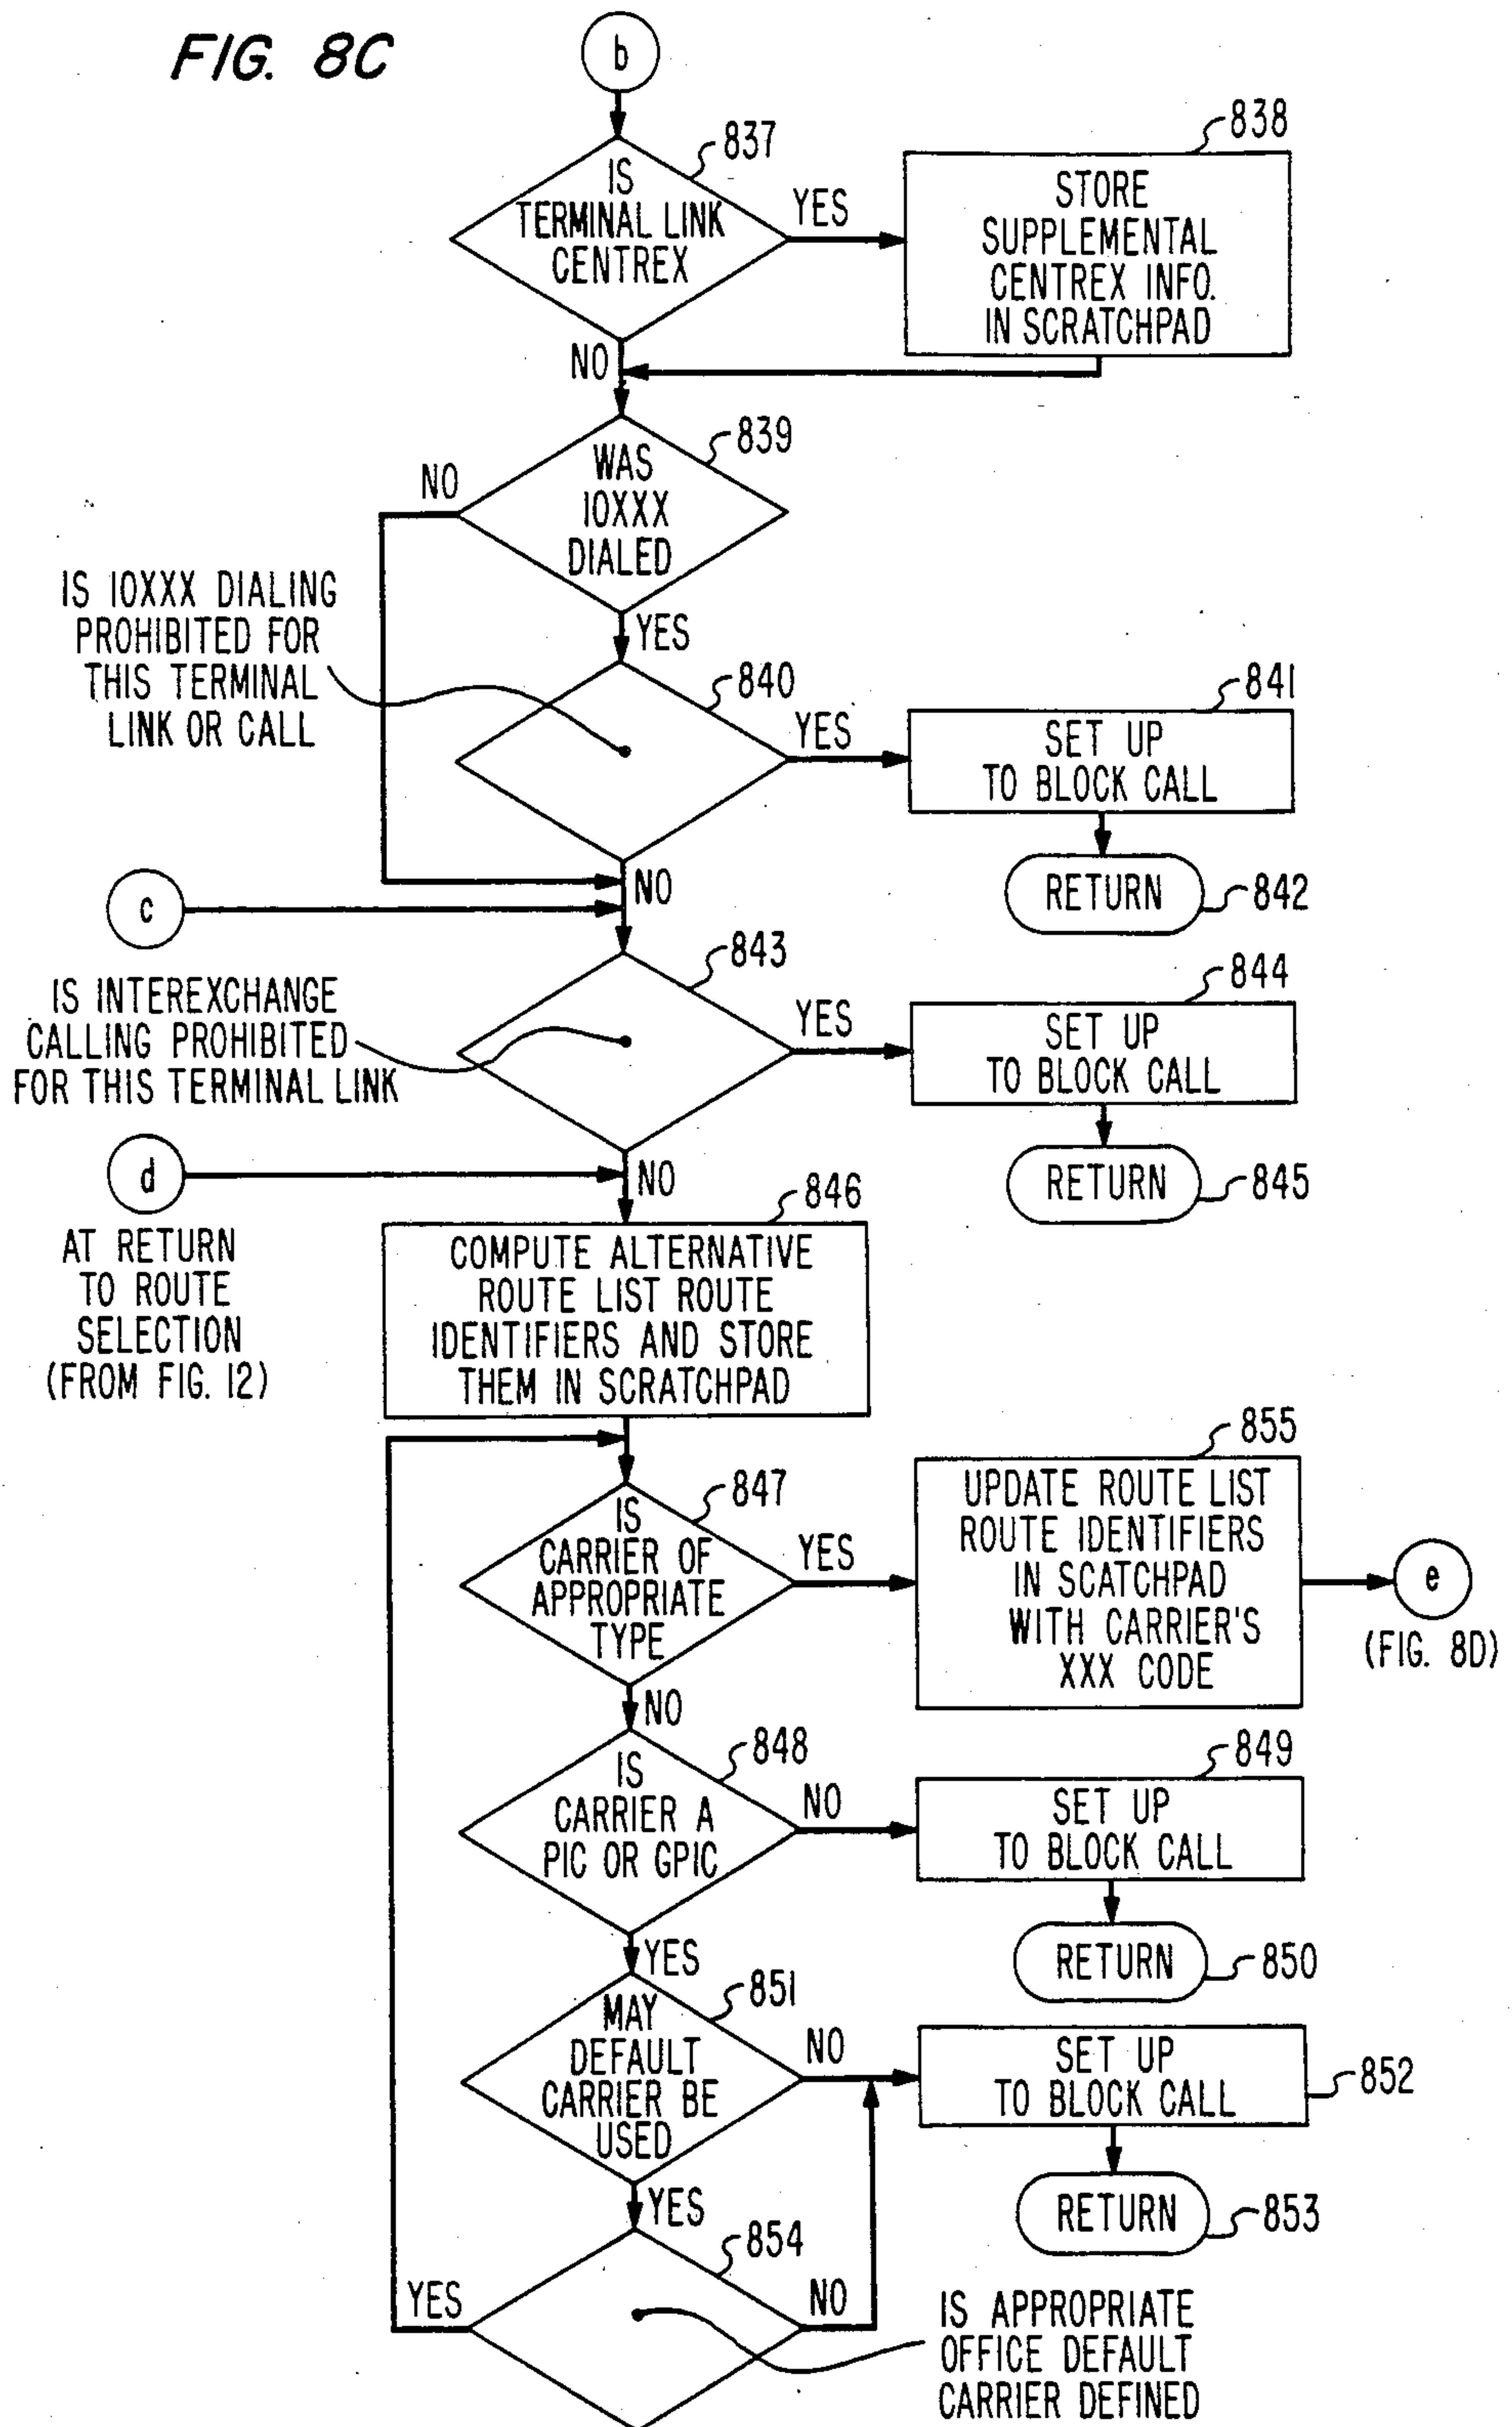 FIG. 8C
b
837
IS
TERMINAL LINK
CENTREX
YES
838
STORE
SUPPLEMENTAL
CENTREX INFO.
IN SCRATCHPAD
NO
839
WAS
10XXX
DIALED
NO
YES
IS 10XXX DIALING
PROHIBITED FOR
THIS TERMINAL
LINK OR CALL
840
YES
841
SET UP
TO BLOCK CALL
RETURN
842
NO
c
843
IS INTEREXCHANGE
CALLING PROHIBITED
FOR THIS TERMINAL LINK
YES
844
SET UP
TO BLOCK CALL
RETURN
845
NO
d
AT RETURN
TO ROUTE
SELECTION
(FROM FIG. 12)
846
COMPUTE ALTERNATIVE
ROUTE LIST ROUTE
IDENTIFIERS AND STORE
THEM IN SCRATCHPAD
847
IS
CARRIER OF
APPROPRIATE
TYPE
YES
855
UPDATE ROUTE LIST
ROUTE IDENTIFIERS
IN SCATCHPAD
WITH CARRIER'S
XXX CODE
e
(FIG. 8D)
NO
848
IS
CARRIER A
PIC OR GPIC
NO
849
SET UP
TO BLOCK CALL
RETURN
850
YES
851
MAY
DEFAULT
CARRIER BE
USED
NO
SET UP
TO BLOCK CALL
852
RETURN
853
YES
854
YES
NO
IS APPROPRIATE
OFFICE DEFAULT
CARRIER DEFINED